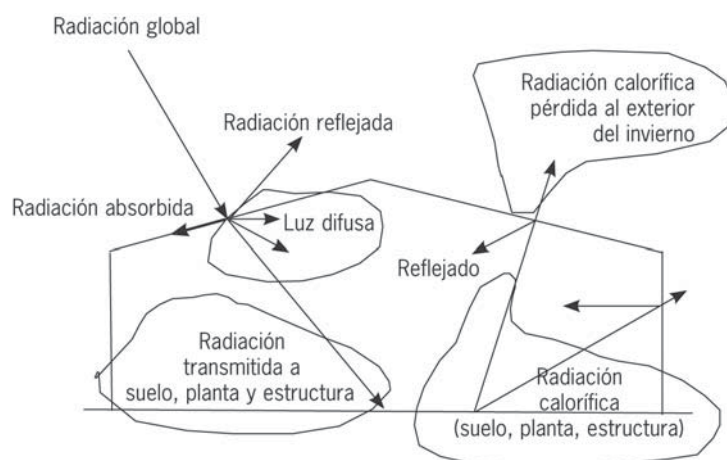 Radiación global
Radiación reflejada
Radiación absorbida
Luz difusa
Radiación
transmitida a
suelo, planta y estructura
Radiación calorífica
pérdida al exterior
del invierno
Reflejado
Radiación
calorífica
(suelo, planta, estructura)